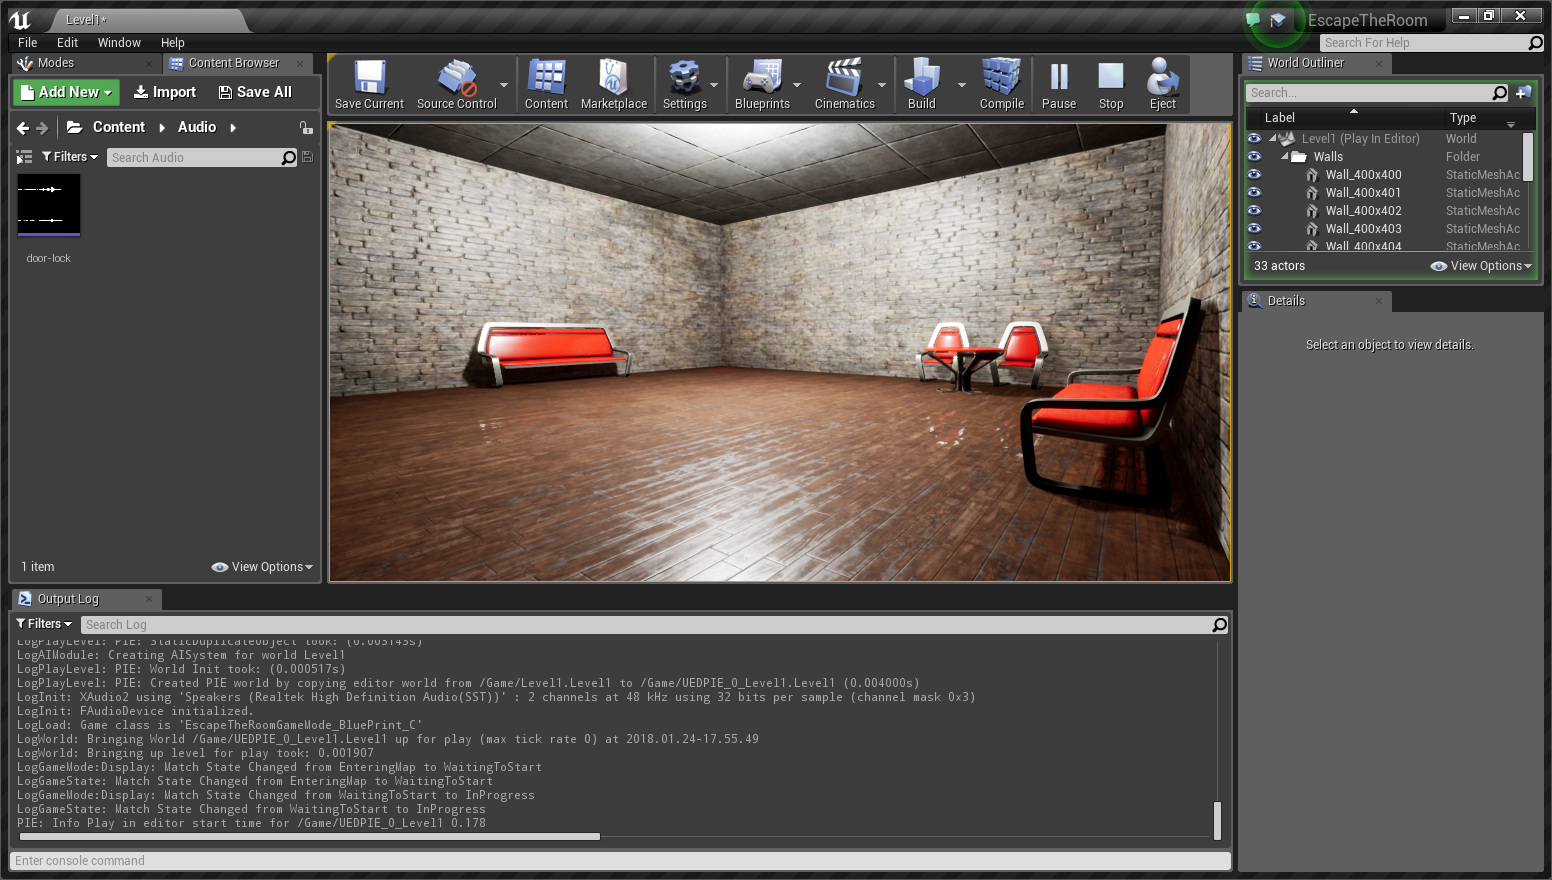 Level1*
EscapeTheRoom
File Edit Window Help
Search For Help
Modes
Content Browser
World Outliner
Add New
Import
Save All
Save Current
Source Control
Content
Marketplace
Settings
Blueprints
Cinematics
Build
Compile
Pause
Stop
Eject
Content
Audio
Filters
Search Audio
door-lock
1 item
View Options
Search...
Label Type
Level1 (Play In Editor) World
Walls Folder
Wall_400x400 StaticMeshAc
Wall_400x401 StaticMeshAc
Wall_400x402 StaticMeshAc
Wall_400x403 StaticMeshAc
Wall_400x404 StaticMeshAc
33 actors
View Options
Details
Select an object to view details.
Output Log
Filters
Search Log
LogPlayLevel: PIE: StaticDuplicateObject took: (0.003143s)
LogAIModule: Creating AISystem for world Level1
LogPlayLevel: PIE: World Init took: (0.000517s)
LogPlayLevel: PIE: Created PIE world by copying editor world from /Game/Level1.Level1 to /Game/UEDPIE_0_Level1.Level1 (0.004000s)
LogInit: XAudio2 using 'Speakers (Realtek High Definition Audio(SST))' : 2 channels at 48 kHz using 32 bits per sample (channel mask 0x3)
LogInit: FAudioDevice initialized.
LogLoad: Game class is 'EscapeTheRoomGameMode_BluePrint_C'
LogWorld: Bringing World /Game/UEDPIE_0_Level1.Level1 up for play (max tick rate 0) at 2018.01.24-17.55.49
LogWorld: Bringing up level for play took: 0.001907
LogGameMode:Display: Match State Changed from EnteringMap to WaitingToStart
LogGameState: Match State Changed from EnteringMap to WaitingToStart
LogGameMode:Display: Match State Changed from WaitingToStart to InProgress
LogGameState: Match State Changed from WaitingToStart to InProgress
PIE: Info Play in editor start time for /Game/UEDPIE_0_Level1 0.178
Enter console command